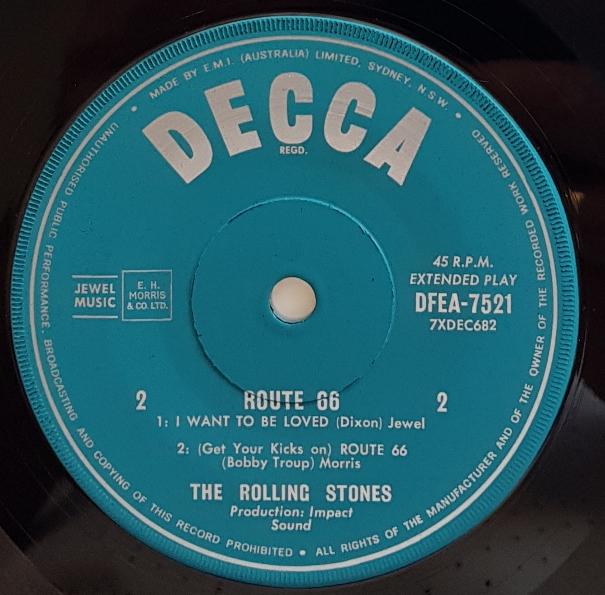 MADE BY E.M.I. (AUSTRALIA) LIMITED, SYDNEY, N.S.W.
DECCA
REGD.
45 R.P.M.
EXTENDED PLAY
DFEA-7521
7XDEC682
JEWEL
MUSIC
E. H.
MORRIS
& CO. LTD.
2 ROUTE 66 2
1: I WANT TO BE LOVED (Dixon) Jewel
2: (Get Your Kicks on) ROUTE 66
(Bobby Troup) Morris
THE ROLLING STONES
Production: Impact
Sound
UNAUTHORISED PUBLIC PERFORMANCE, BROADCASTING AND COPYING OF THIS RECORD PROHIBITED • ALL RIGHTS OF THE MANUFACTURER AND OF THE OWNER OF THE RECORDED WORK RESERVED